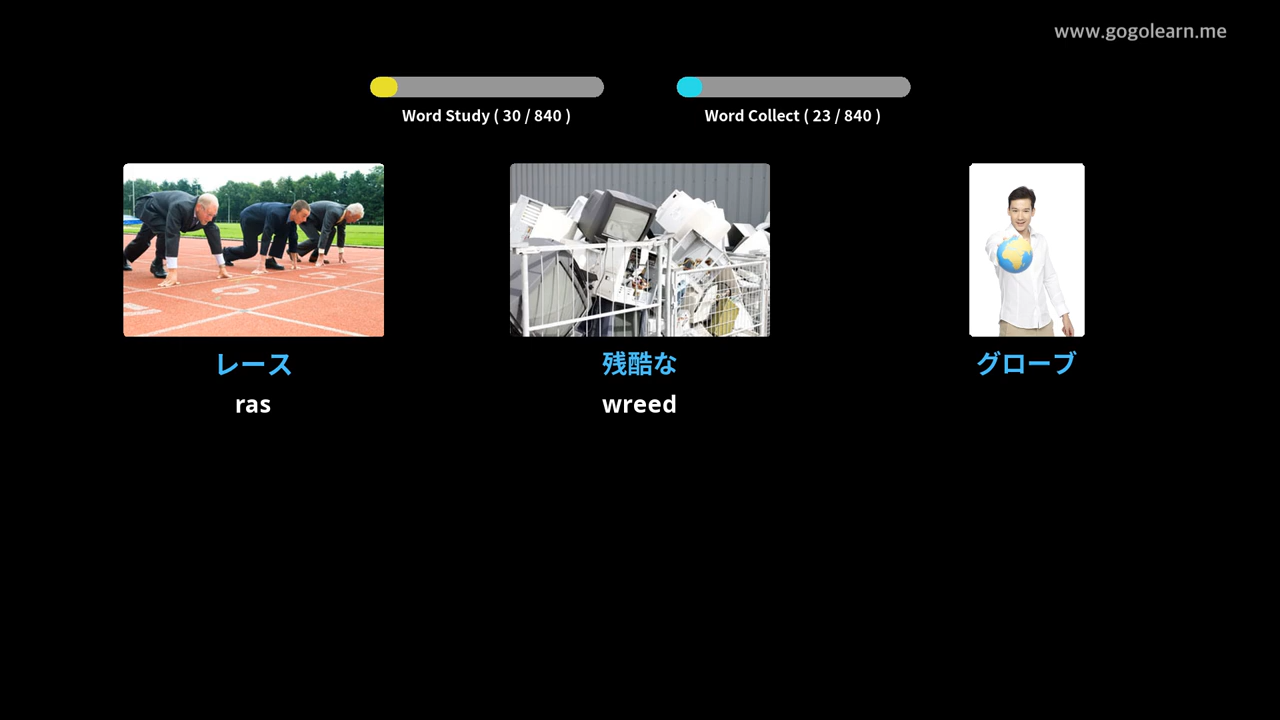 www.gogolearn.me
Word Study ( 30 / 840 )
Word Collect ( 23 / 840 )
レース
残酷な
グローブ
ras
wreed